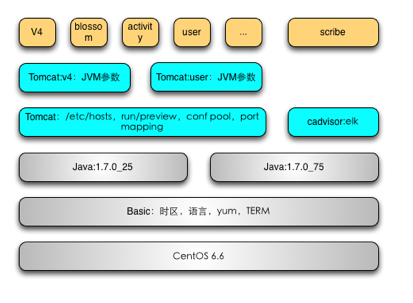 V4
blosso
m
activit
y
user
...
scribe
Tomcat:v4：JVM参数
Tomcat:user：JVM参数
Tomcat：/etc/hosts，run/preview，conf pool，port
mapping
cadvisor:elk
Java:1.7.0_25
Java:1.7.0_75
Basic：时区，语言，yum，TERM
CentOS 6.6